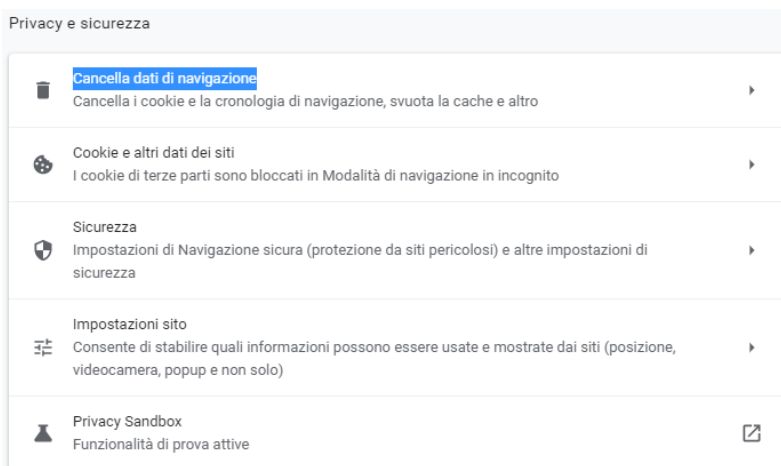 Privacy e sicurezza
Cancella dati di navigazione
Cancella i cookie e la cronologia di navigazione, svuota la cache e altro
Cookie e altri dati dei siti
I cookie di terze parti sono bloccati in Modalità di navigazione in incognito
Sicurezza
Impostazioni di Navigazione sicura (protezione da siti pericolosi) e altre impostazioni di
sicurezza
Impostazioni sito
Consente di stabilire quali informazioni possono essere usate e mostrate dai siti (posizione,
videocamera, popup e non solo)
Privacy Sandbox
Funzionalità di prova attive